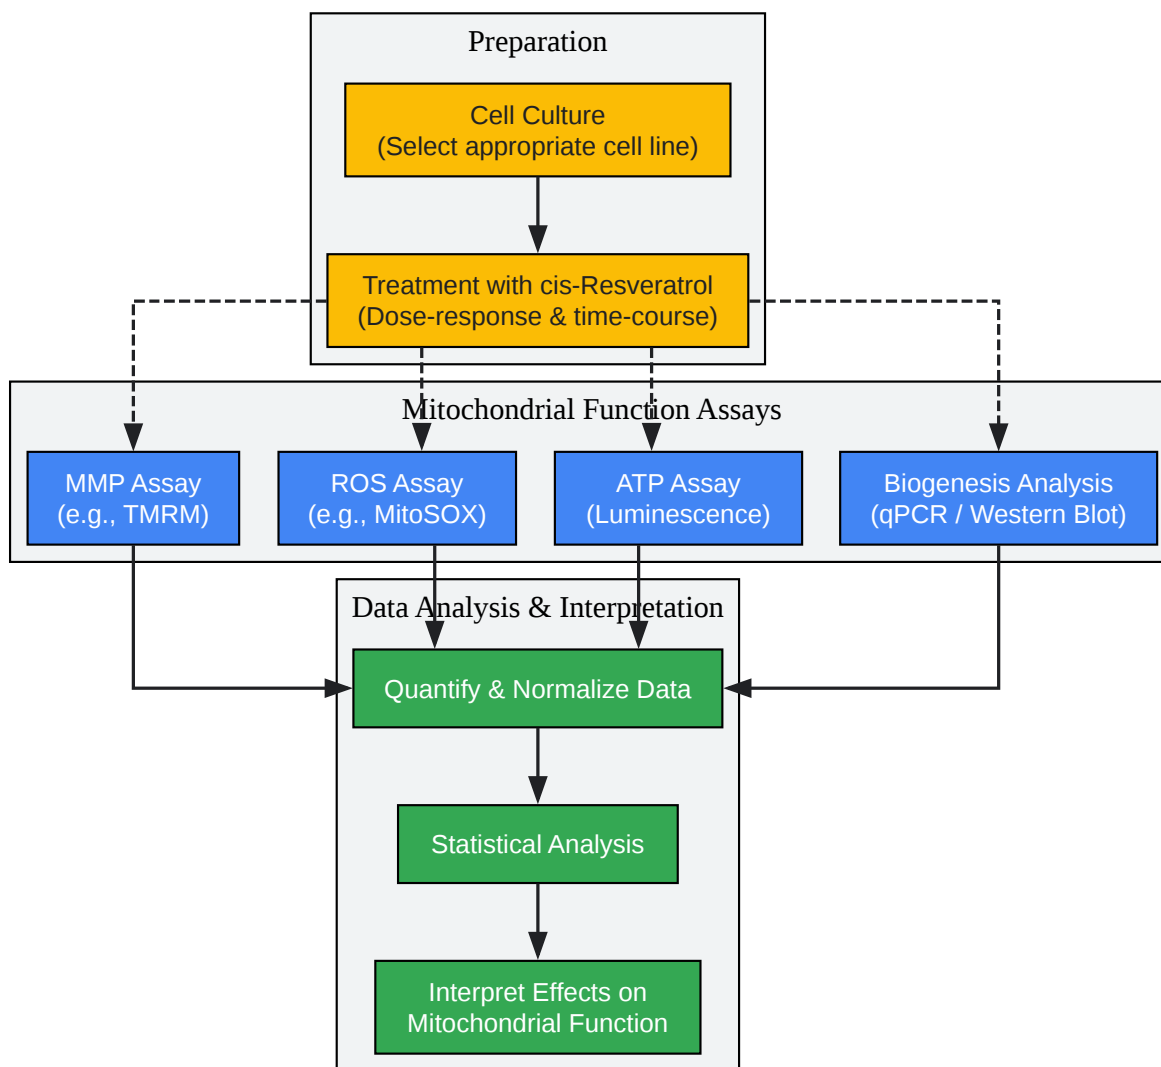 Preparation
Cell Culture
(Select appropriate cell line)
Treatment with cis-Resveratrol
(Dose-response & time-course)
Mitochondrial Function Assays
MMP Assay
(e.g., TMRM)
ROS Assay
(e.g., MitoSOX)
ATP Assay
(Luminescence)
Biogenesis Analysis
(qPCR / Western Blot)
Data Analysis & Interpretation
Quantify & Normalize Data
Statistical Analysis
Interpret Effects on
Mitochondrial Function